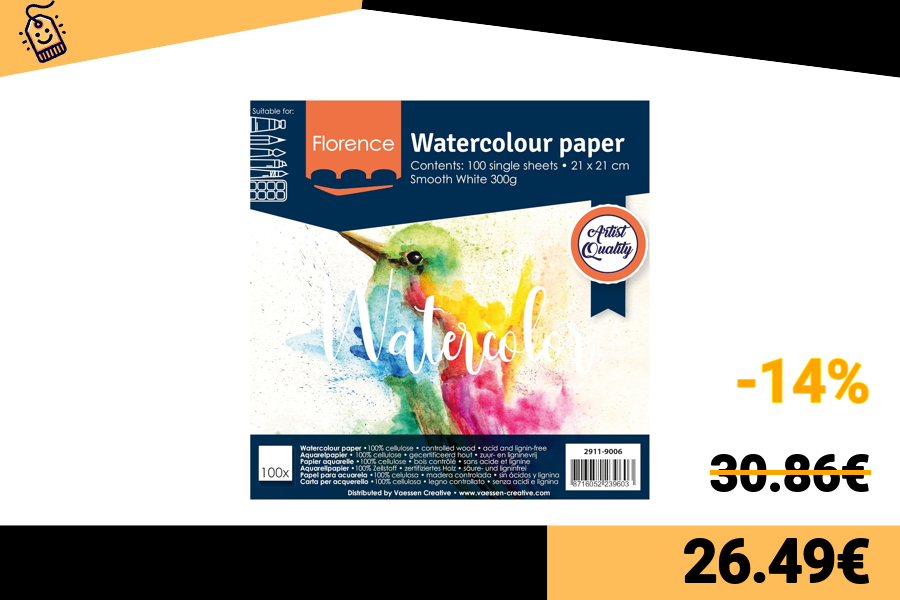 Suitable for:
Florence
Watercolour paper
Contents: 100 single sheets • 21 x 21 cm
Smooth White 300g
Artist
Quality
Watercolor
-14%
30.86€
26.49€
100x
Watercolour paper • 100% cellulose • controlled wood • acid and lignin-free
Aquarelpapier • 100% cellulose • gecertificeerd hout • zuur- en ligninevrij
Papier aquarelle • 100% cellulose • bois contrôlé • sans acide et lignine
Aquarellpapier • 100% Zellstoff • zertifiziertes Holz • säure- und ligninfrei
Papel para acuarela • 100% celulosa • madera controlada • sin ácidos y lignina
Carta per acquerello • 100% cellulosa • legno controllato • senza acidi e lignina
Distributed by Vaessen Creative • www.vaessen-creative.com
2911-9006
8716052239603